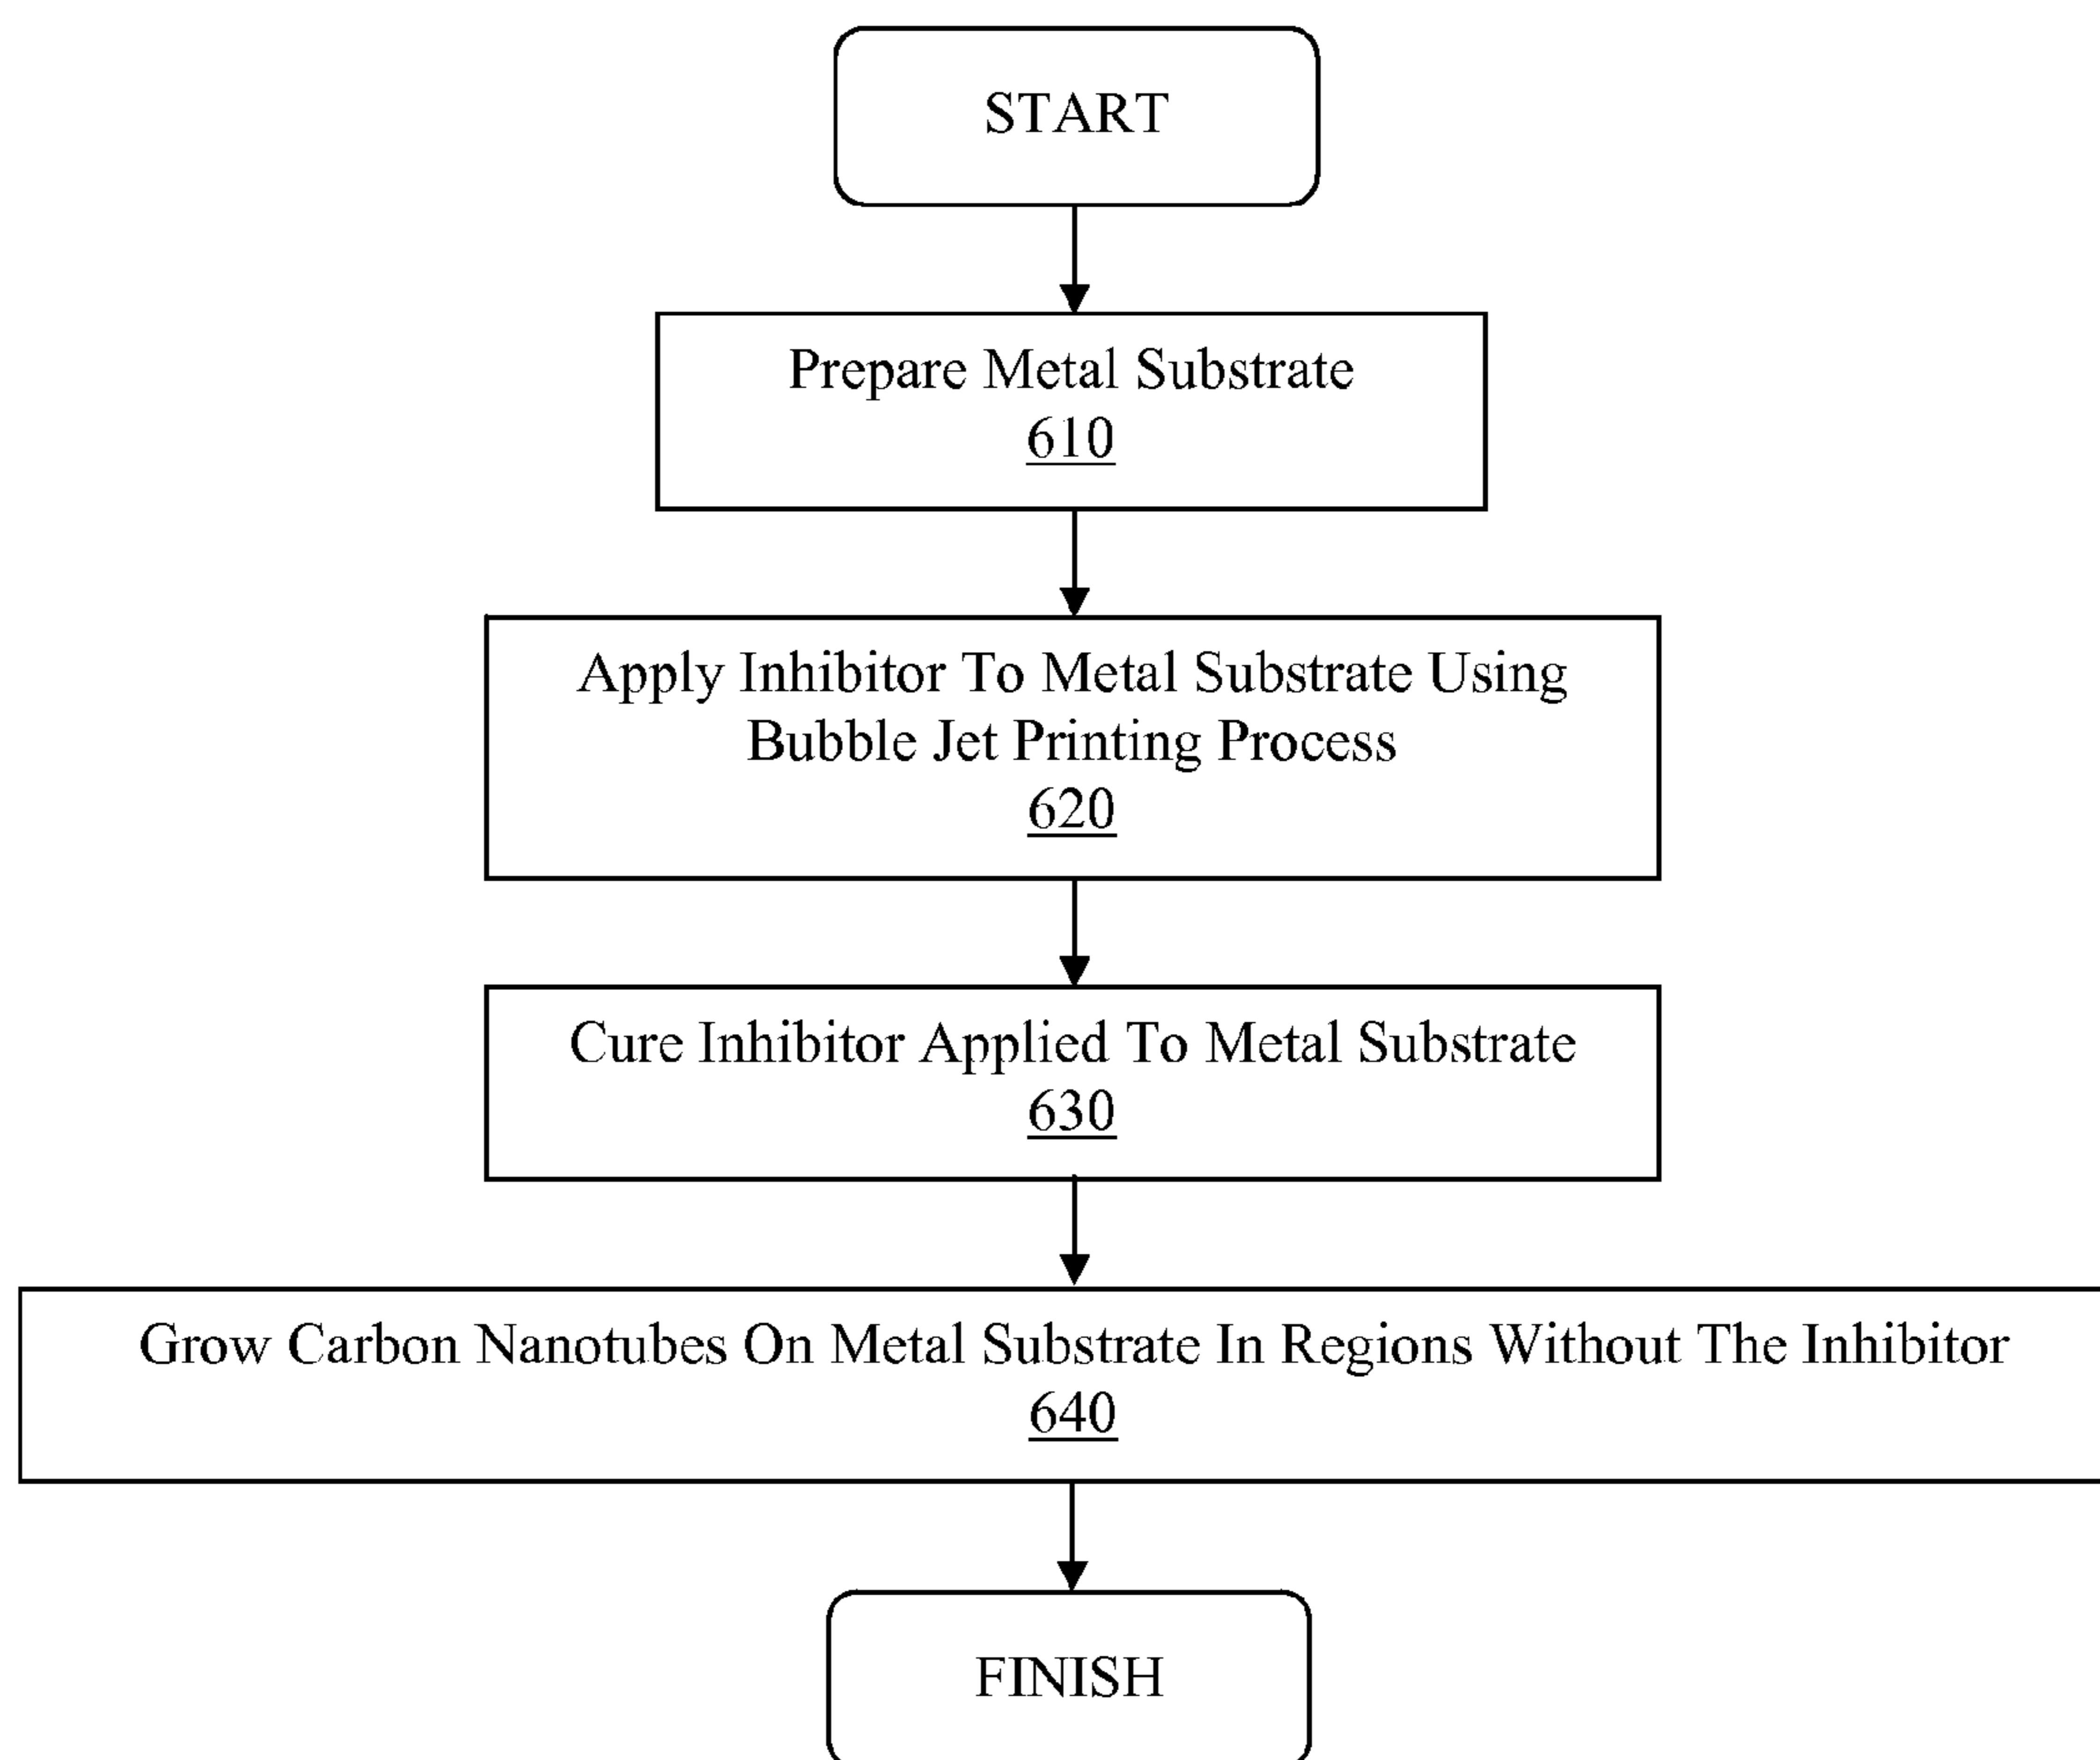 START
Prepare Metal Substrate
610
Apply Inhibitor To Metal Substrate Using
Bubble Jet Printing Process
620
Cure Inhibitor Applied To Metal Substrate
630
Grow Carbon Nanotubes On Metal Substrate In Regions Without The Inhibitor
640
FINISH